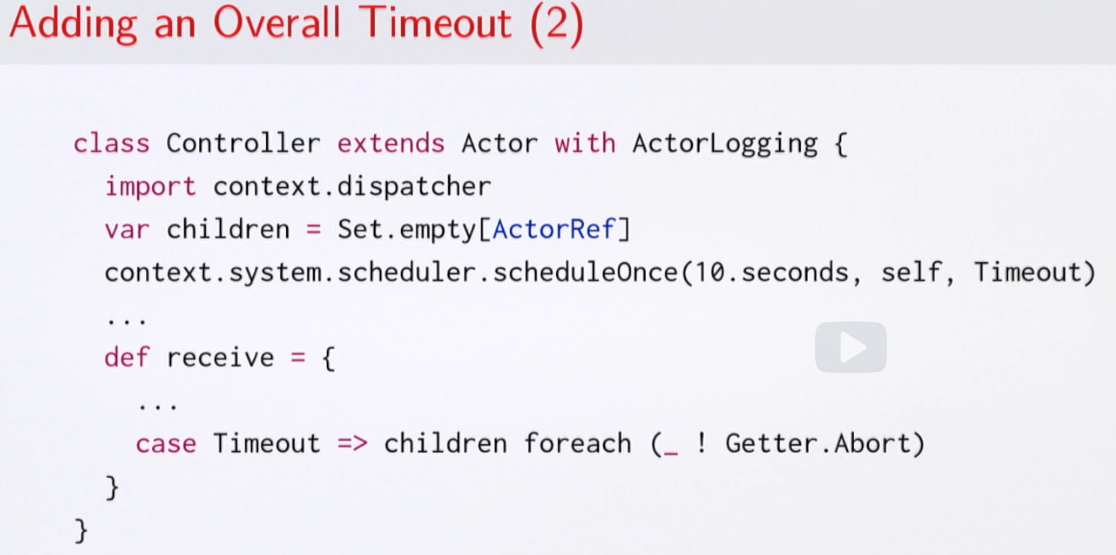 Adding an Overall Timeout (2)
class Controller extends Actor with ActorLogging {
import context.dispatcher
var children = Set.empty[ActorRef]
context.system.scheduler.scheduleOnce(10.seconds, self, Timeout)
...
def receive = {
...
case Timeout => children foreach (_ ! Getter.Abort)
}
}